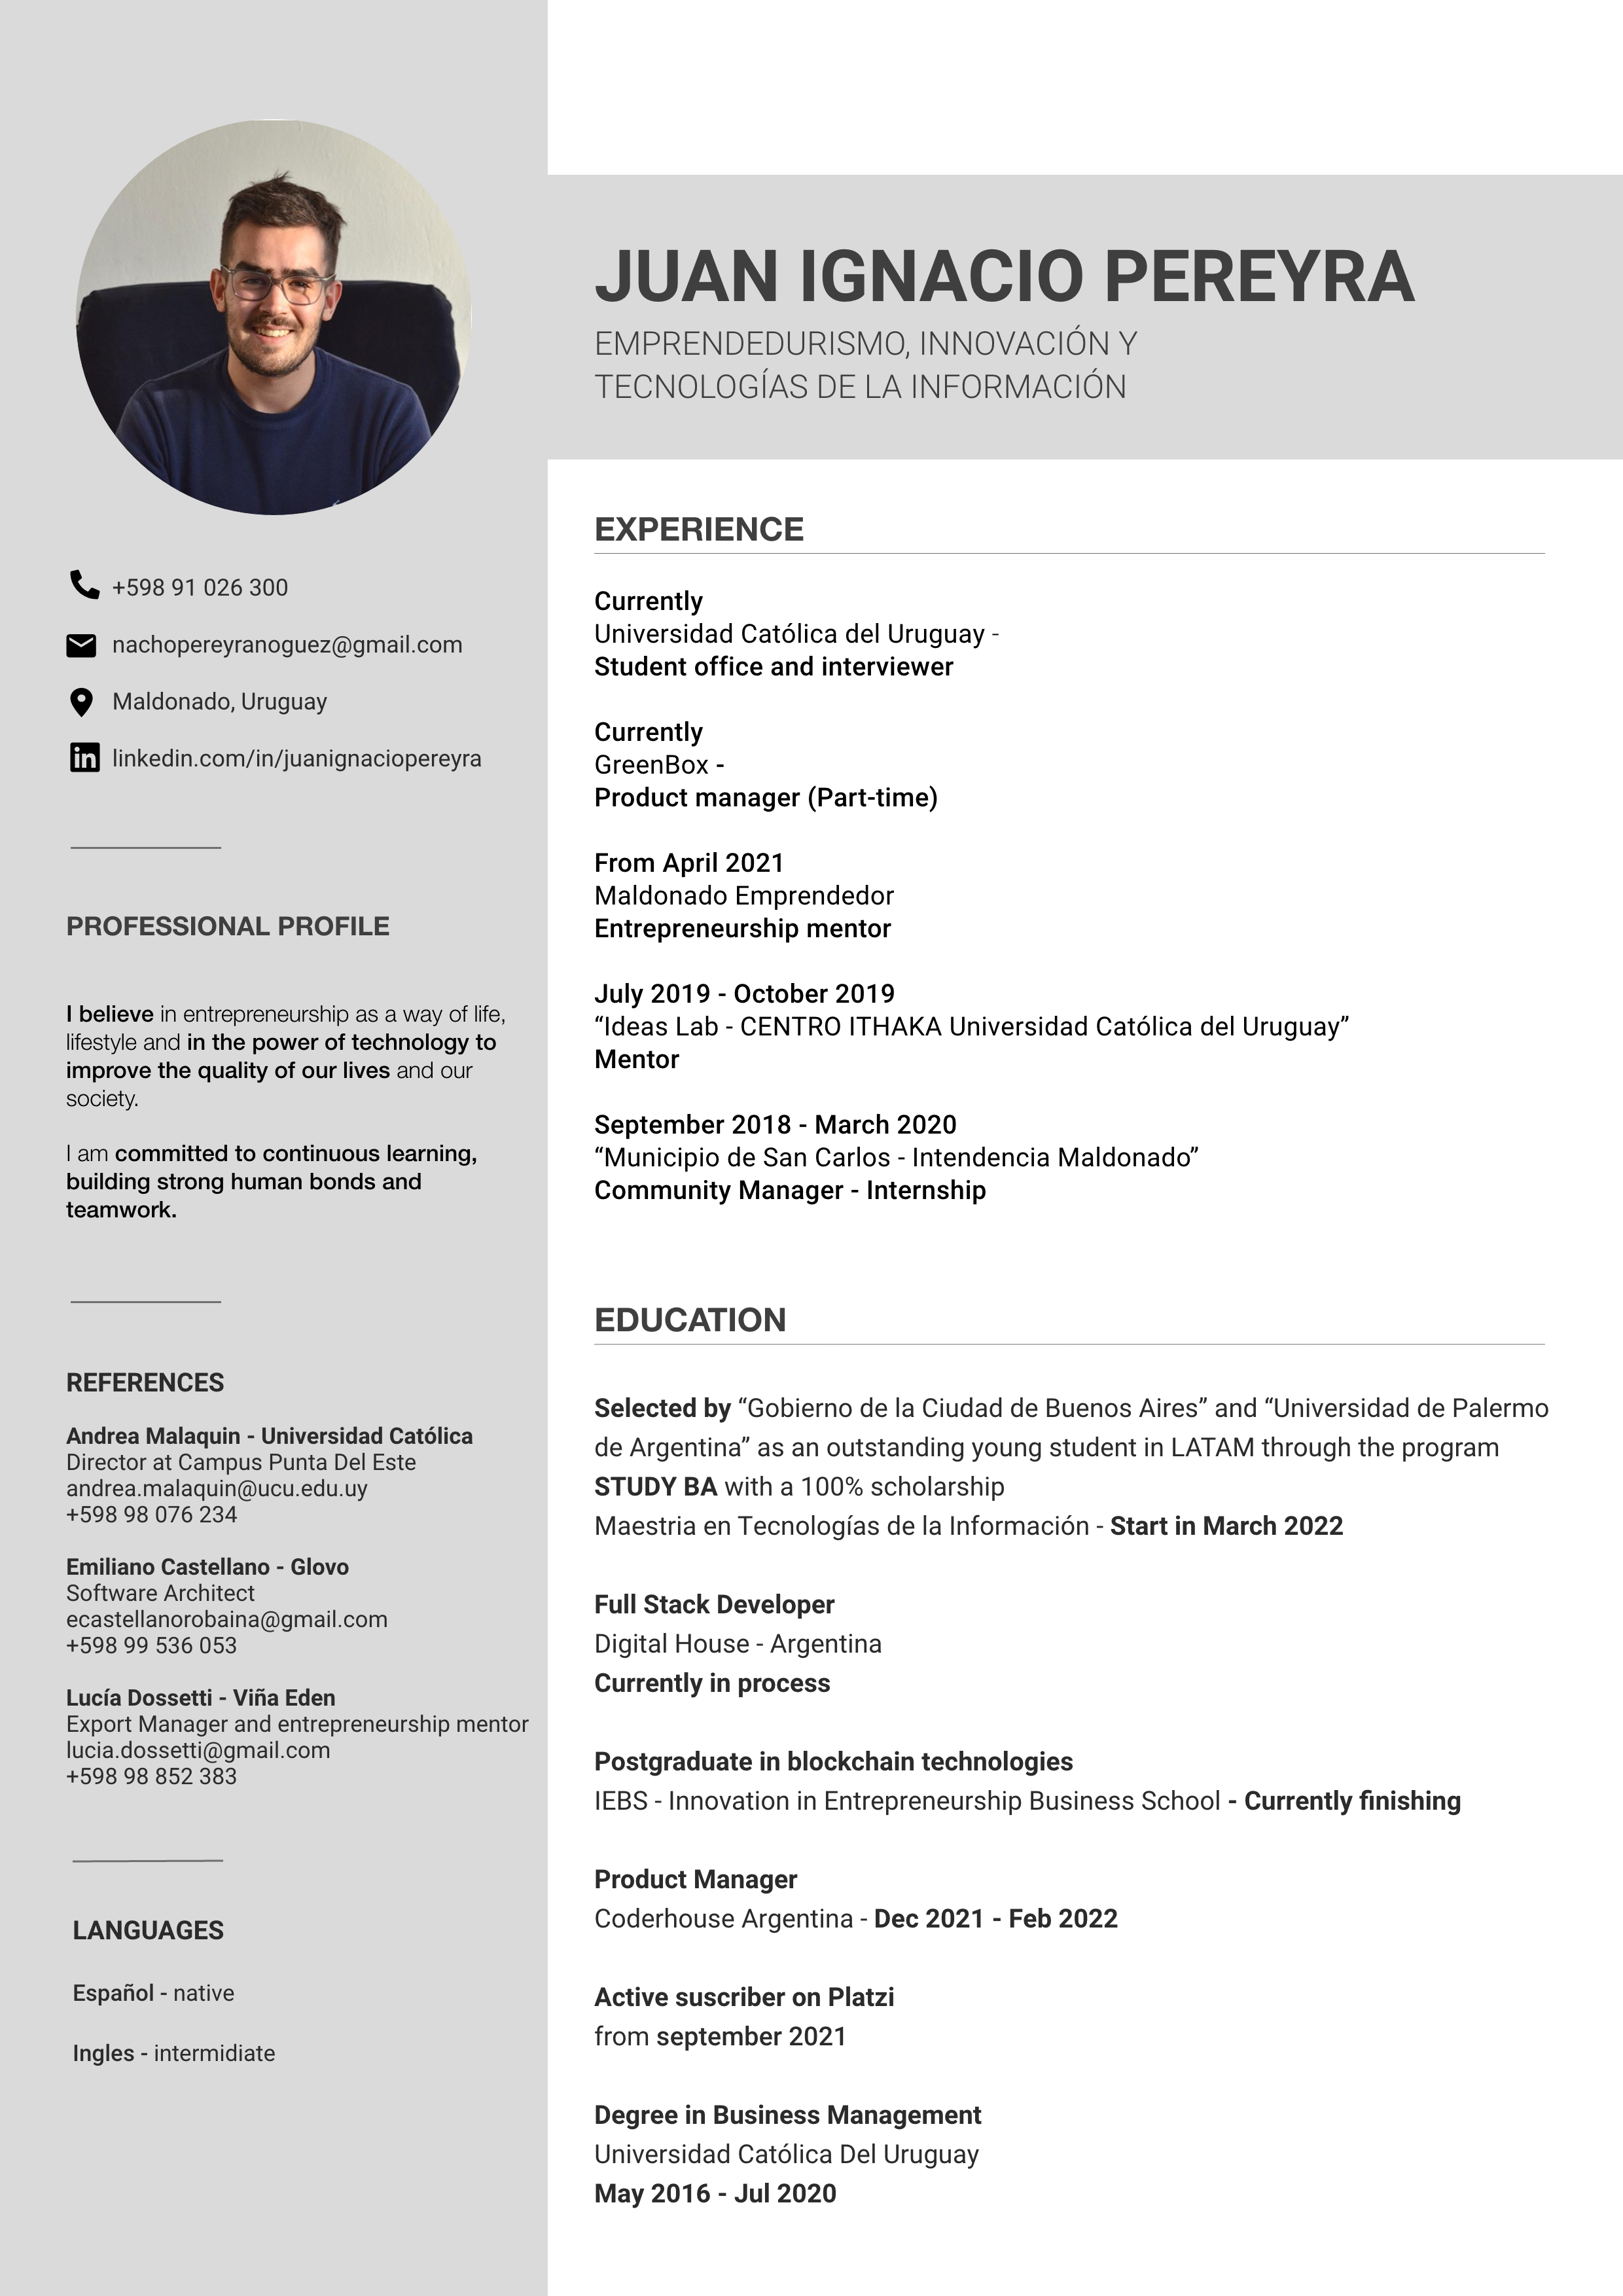 JUAN IGNACIO PEREYRA
EMPRENDEDURISMO, INNOVACIÓN Y
TECNOLOGÍAS DE LA INFORMACIÓN
+598 91 026 300
nachopereyranoguez@gmail.com
Maldonado, Uruguay
in linkedin.com/in/juanignaciopereyra
PROFESSIONAL PROFILE
I believe in entrepreneurship as a way of life,
lifestyle and in the power of technology to
improve the quality of our lives and our
society.
I am committed to continuous learning,
building strong human bonds and
teamwork.
REFERENCES
Andrea Malaquin - Universidad Católica
Director at Campus Punta Del Este
andrea.malaquin@ucu.edu.uy
+598 98 076 234
Emiliano Castellano - Glovo
Software Architect
ecastellanorobaina@gmail.com
+598 99 536 053
Lucía Dossetti - Viña Eden
Export Manager and entrepreneurship mentor
lucia.dossetti@gmail.com
+598 98 852 383
LANGUAGES
Español - native
Ingles - intermidiate
EXPERIENCE
Currently
Universidad Católica del Uruguay -
Student office and interviewer
Currently
GreenBox -
Product manager (Part-time)
From April 2021
Maldonado Emprendedor
Entrepreneurship mentor
July 2019 - October 2019
“Ideas Lab - CENTRO ITHAKA Universidad Católica del Uruguay”
Mentor
September 2018 - March 2020
“Municipio de San Carlos - Intendencia Maldonado”
Community Manager - Internship
EDUCATION
Selected by “Gobierno de la Ciudad de Buenos Aires” and “Universidad de Palermo
de Argentina” as an outstanding young student in LATAM through the program
STUDY BA with a 100% scholarship
Maestria en Tecnologías de la Información - Start in March 2022
Full Stack Developer
Digital House - Argentina
Currently in process
Postgraduate in blockchain technologies
IEBS - Innovation in Entrepreneurship Business School - Currently finishing
Product Manager
Coderhouse Argentina - Dec 2021 - Feb 2022
Active suscriber on Platzi
from september 2021
Degree in Business Management
Universidad Católica Del Uruguay
May 2016 - Jul 2020